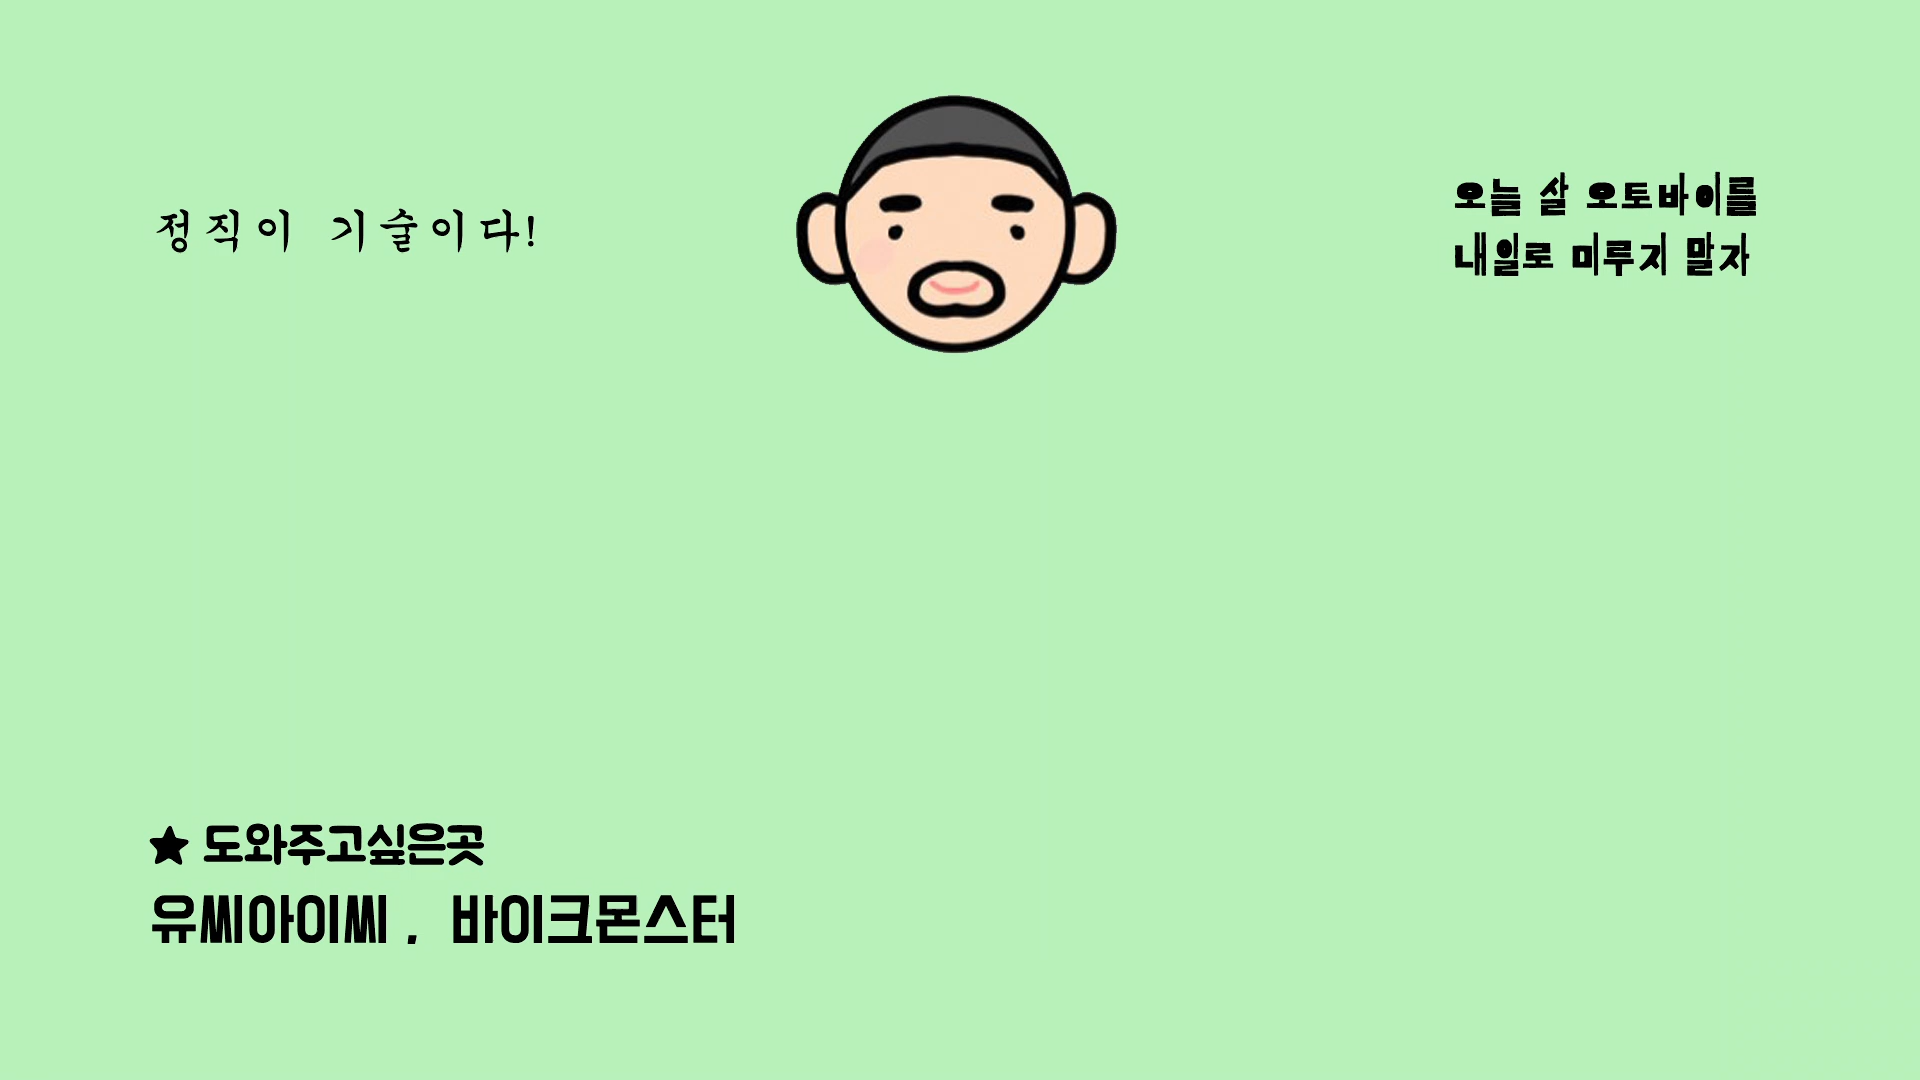 정직이 기술이다!
오늘 살 오토바이를
내일로 미루지 말자
★ 도와주고싶은곳
유씨아이씨 , 바이크몬스터